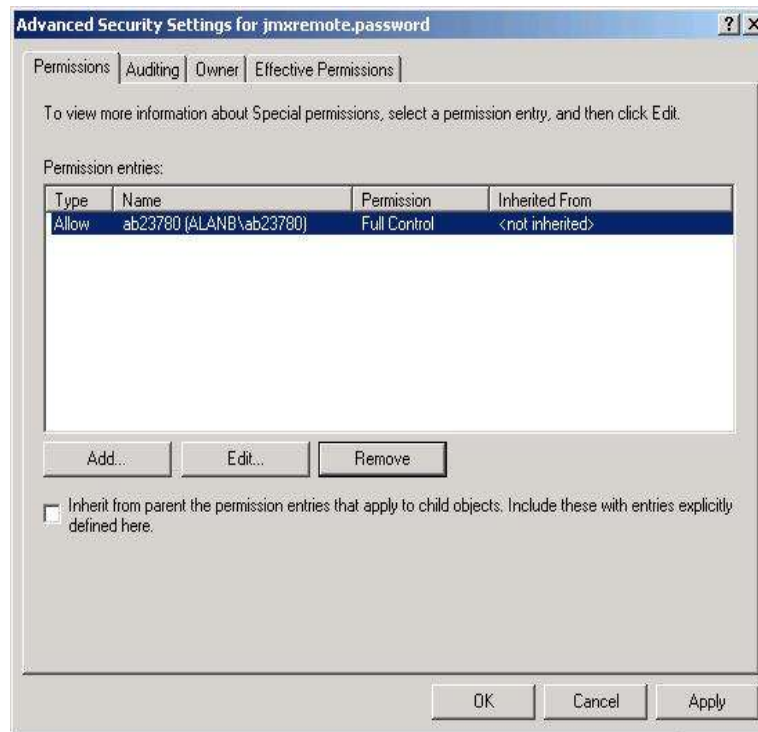 Advanced Security Settings for jmxremote.password
Permissions Auditing Owner Effective Permissions
To view more information about Special permissions, select a permission entry, and then click Edit.
Permission entries:
Type Name Permission Inherited From
Allow ab23780 (ALANB\ab23780) Full Control <not inherited>
Add... Edit... Remove
Inherit from parent the permission entries that apply to child objects. Include these with entries explicitly
defined here.
OK Cancel Apply